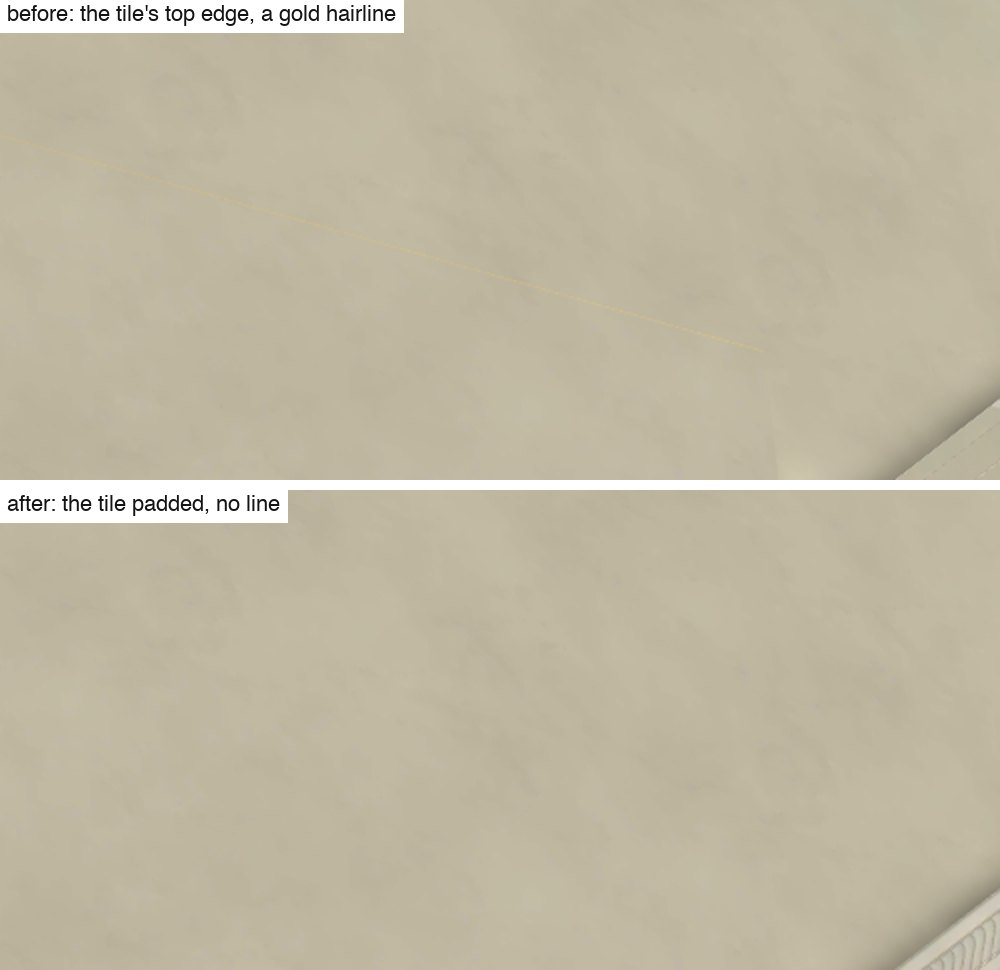 before: the tile's top edge, a gold hairline
after: the tile padded, no line